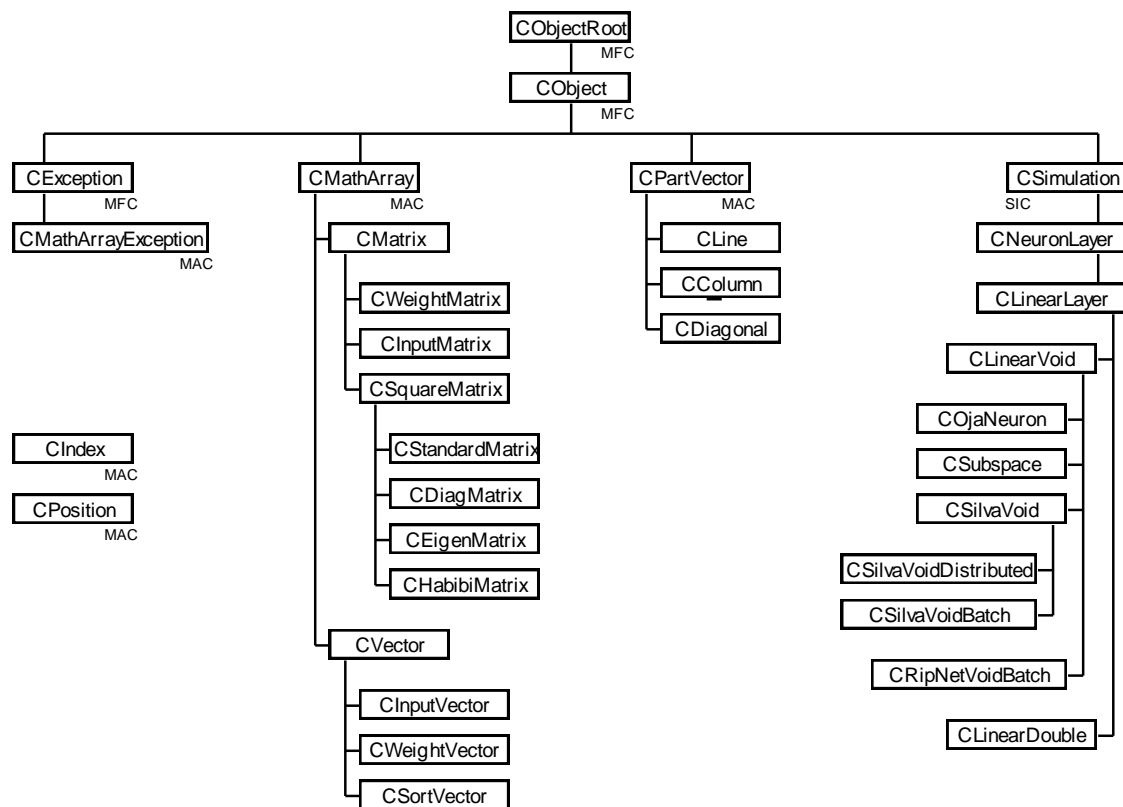 CObjectRoot
MFC
CObject
MFC
CException
MFC
CMathArrayException
MAC
CIndex
MAC
CPosition
MAC
CMathArray
MAC
CMatrix
CWeightMatrix
CInputMatrix
CSquareMatrix
CStandardMatrix
CDiagMatrix
CEigenMatrix
CHabibiMatrix
CVector
CInputVector
CWeightVector
CSortVector
CPartVector
MAC
CLine
CColumn
CDiagonal
CSimulation
SIC
CNeuronLayer
CLinearLayer
CLinearVoid
COjaNeuron
CSubspace
CSilvaVoid
CSilvaVoidDistributed
CSilvaVoidBatch
CRipNetVoidBatch
CLinearDouble